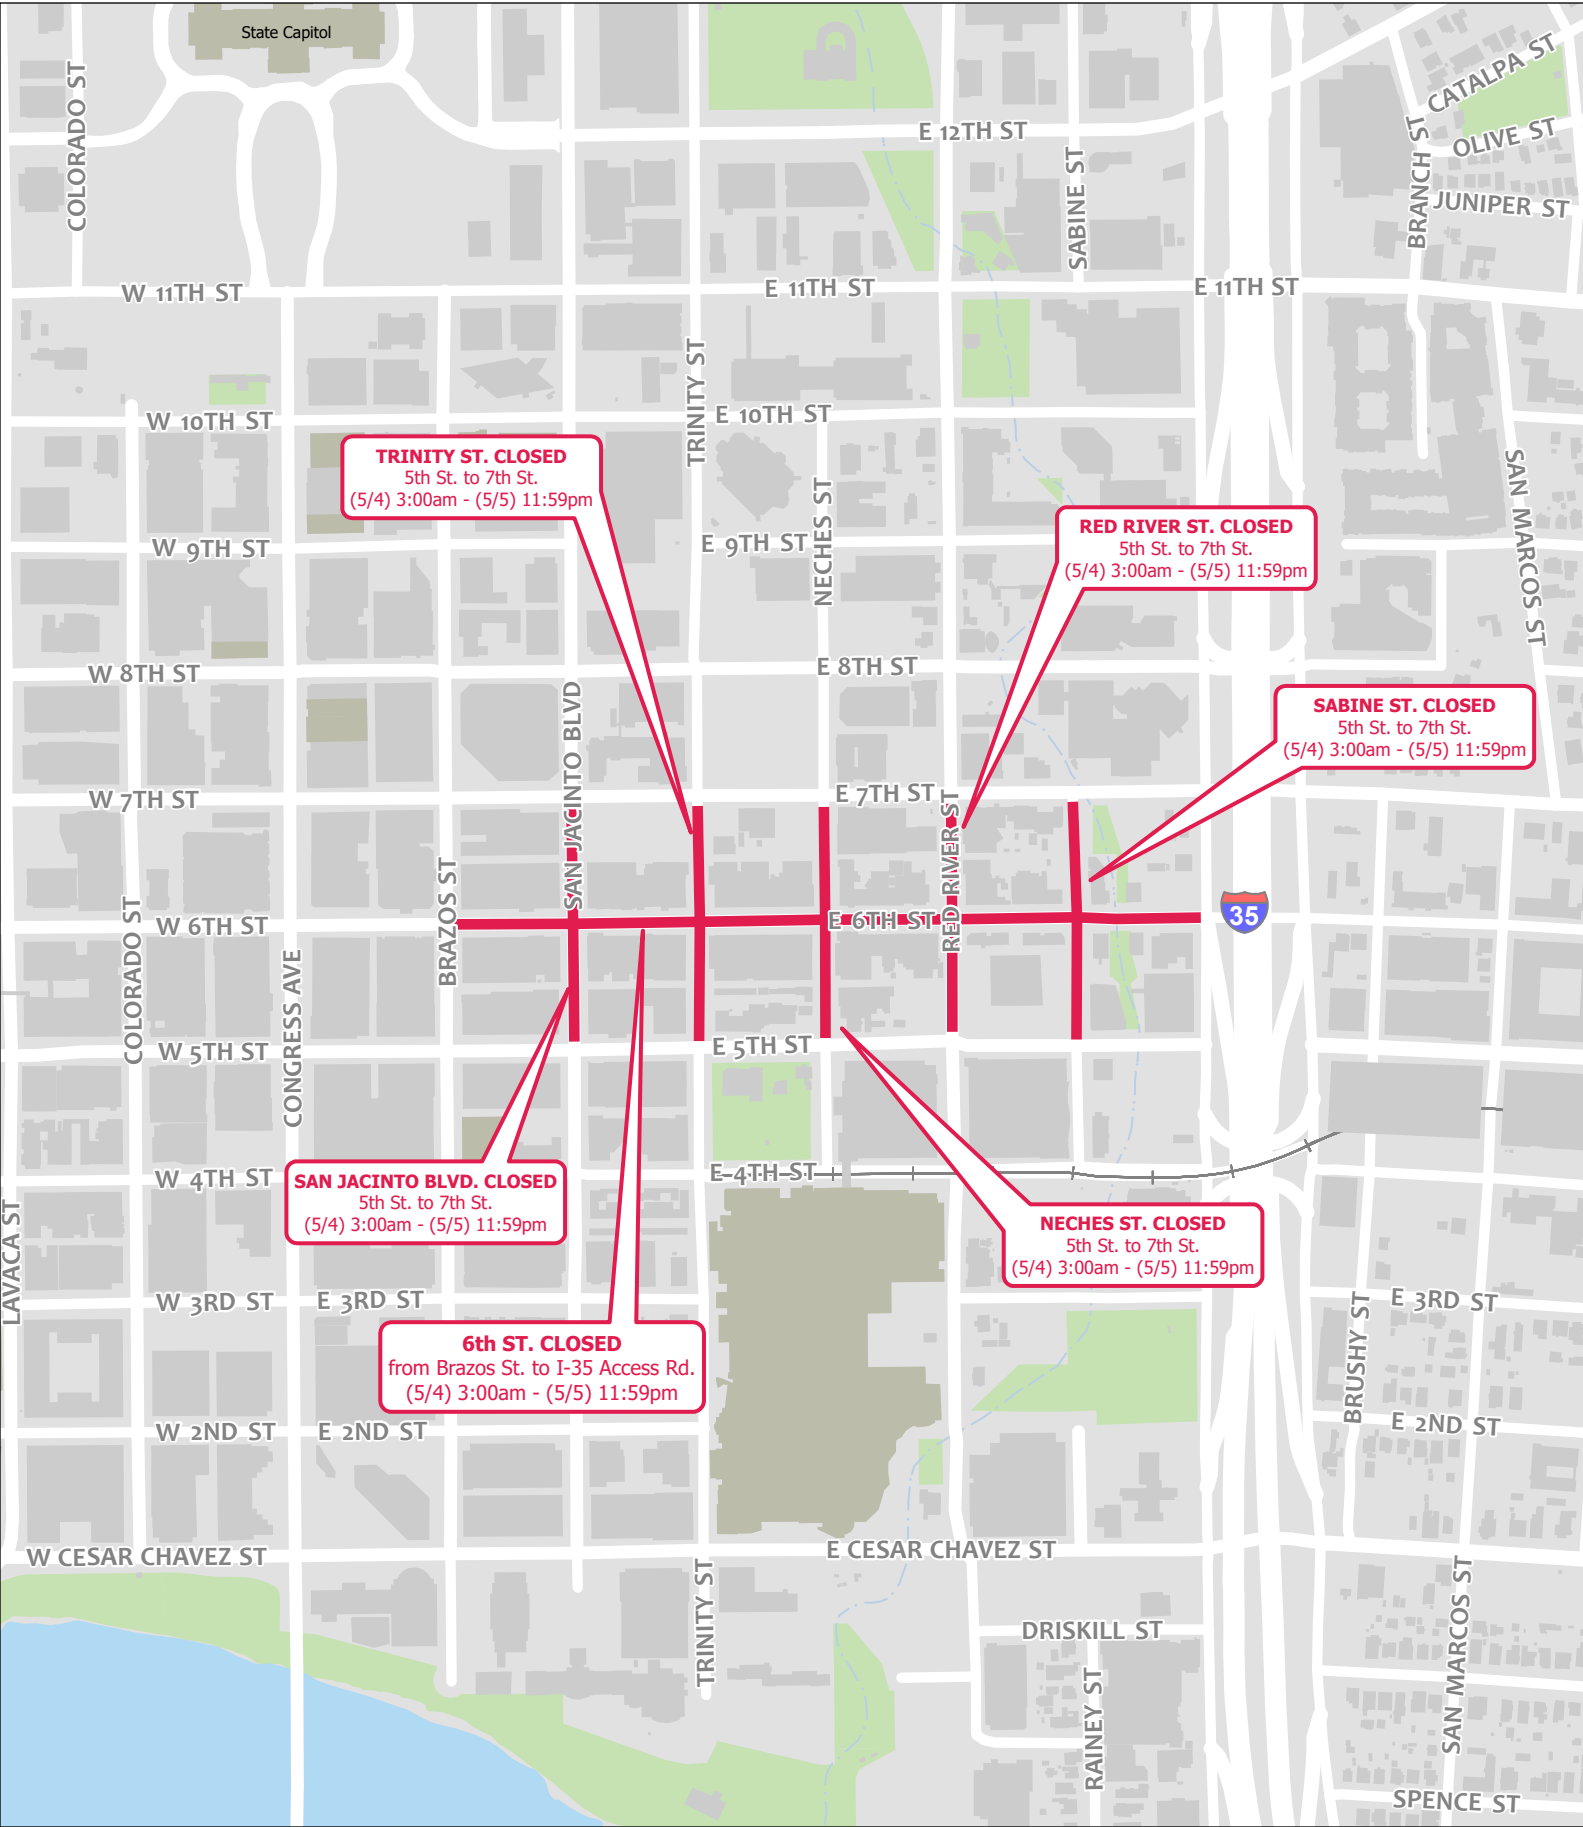 State Capitol
COLORADO ST
CATALPA ST
E 12TH ST
OLIVE ST
BRANCH ST
SABINE ST
JUNIPER ST
W 11TH ST
E 11TH ST
E 11TH ST
TRINITY ST
W 10TH ST
E 10TH ST
TRINITY ST. CLOSED
5th St. to 7th St.
(5/4) 3:00am - (5/5) 11:59pm
NECHES ST
SAN MARCOS ST
RED RIVER ST. CLOSED
5th St. to 7th St.
(5/4) 3:00am - (5/5) 11:59pm
W 9TH ST
E 9TH ST
W 8TH ST
E 8TH ST
SAN JACINTO BLVD
SABINE ST. CLOSED
5th St. to 7th St.
(5/4) 3:00am - (5/5) 11:59pm
W 7TH ST
E 7TH ST
RED RIVER ST
BRAZOS ST
COLORADO ST
W 6TH ST
E 6TH ST
35
CONGRESS AVE
W 5TH ST
E 5TH ST
W 4TH ST
E 4TH ST
SAN JACINTO BLVD. CLOSED
5th St. to 7th St.
(5/4) 3:00am - (5/5) 11:59pm
LAVACA ST
NECHES ST. CLOSED
5th St. to 7th St.
(5/4) 3:00am - (5/5) 11:59pm
W 3RD ST
E 3RD ST
E 3RD ST
BRUSHY ST
6th ST. CLOSED
from Brazos St. to I-35 Access Rd.
(5/4) 3:00am - (5/5) 11:59pm
W 2ND ST
E 2ND ST
E 2ND ST
W CESAR CHAVEZ ST
E CESAR CHAVEZ ST
TRINITY ST
SAN MARCOS ST
DRISKILL ST
RAINEY ST
SPENCE ST